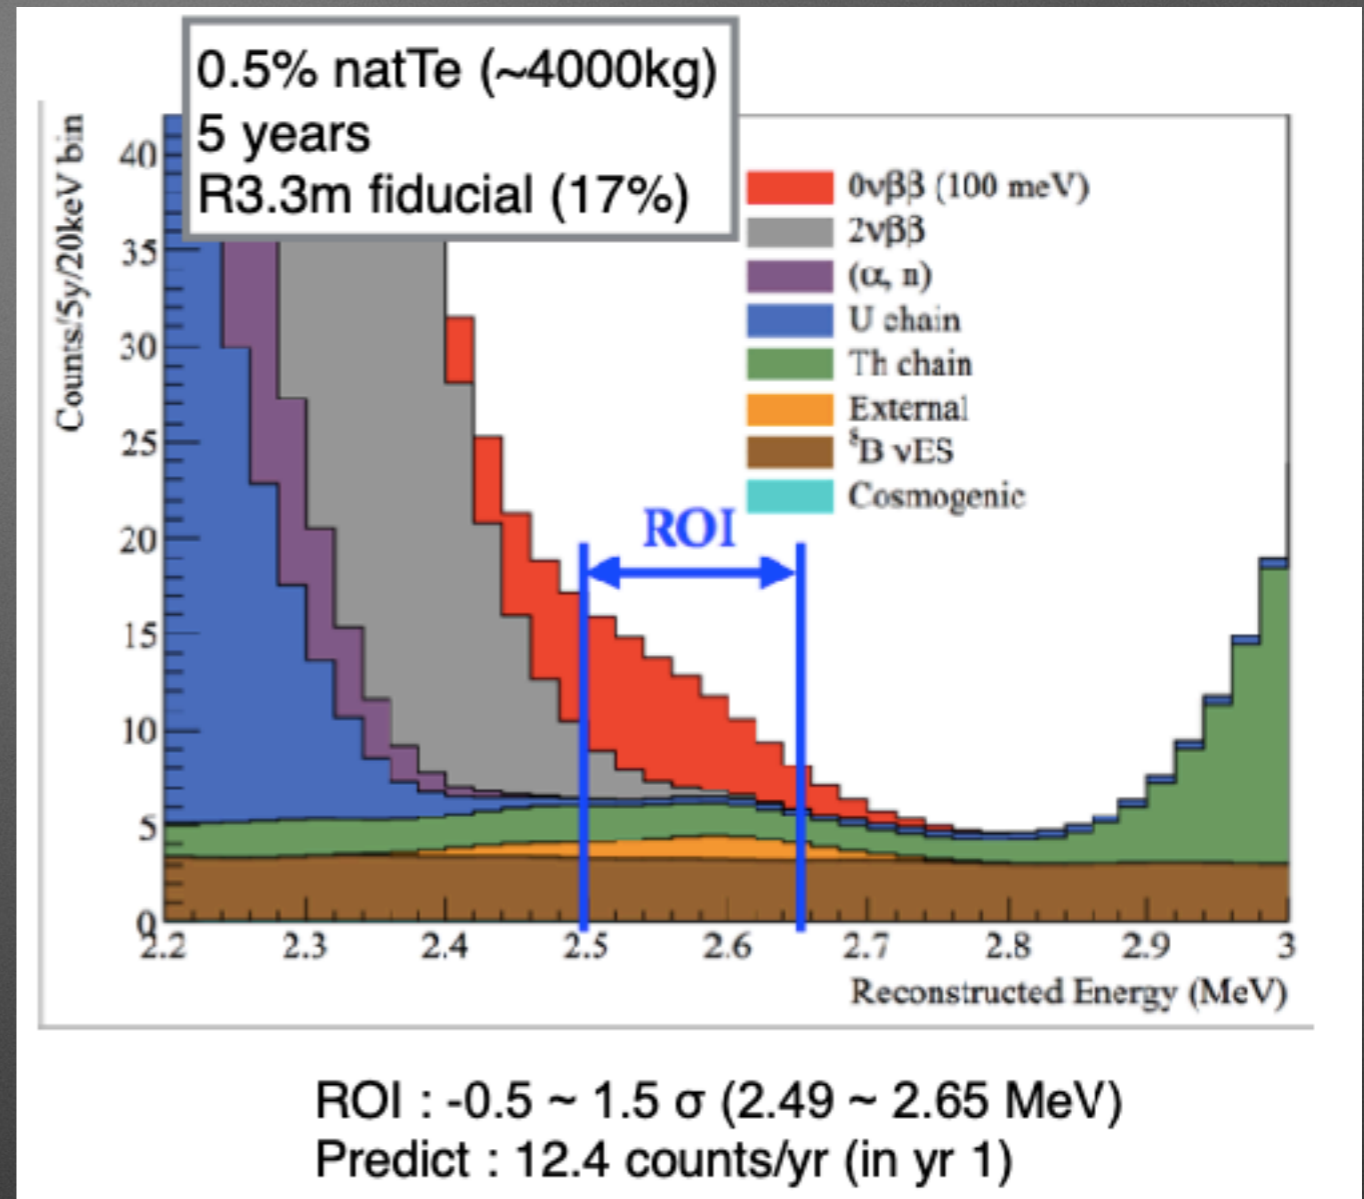 0.5% natTe (~4000kg)
5 years
R3.3m fiducial (17%)
Counts/5y/20keV bin
40
35
30
25
20
15
10
5
0
0νββ (100 meV)
2νββ
(α, n)
U chain
Th chain
External
⁸B νES
Cosmogenic
ROI
2.2 2.3 2.4 2.5 2.6 2.7 2.8 2.9 3
Reconstructed Energy (MeV)
ROI : -0.5 ~ 1.5 σ (2.49 ~ 2.65 MeV)
Predict : 12.4 counts/yr (in yr 1)